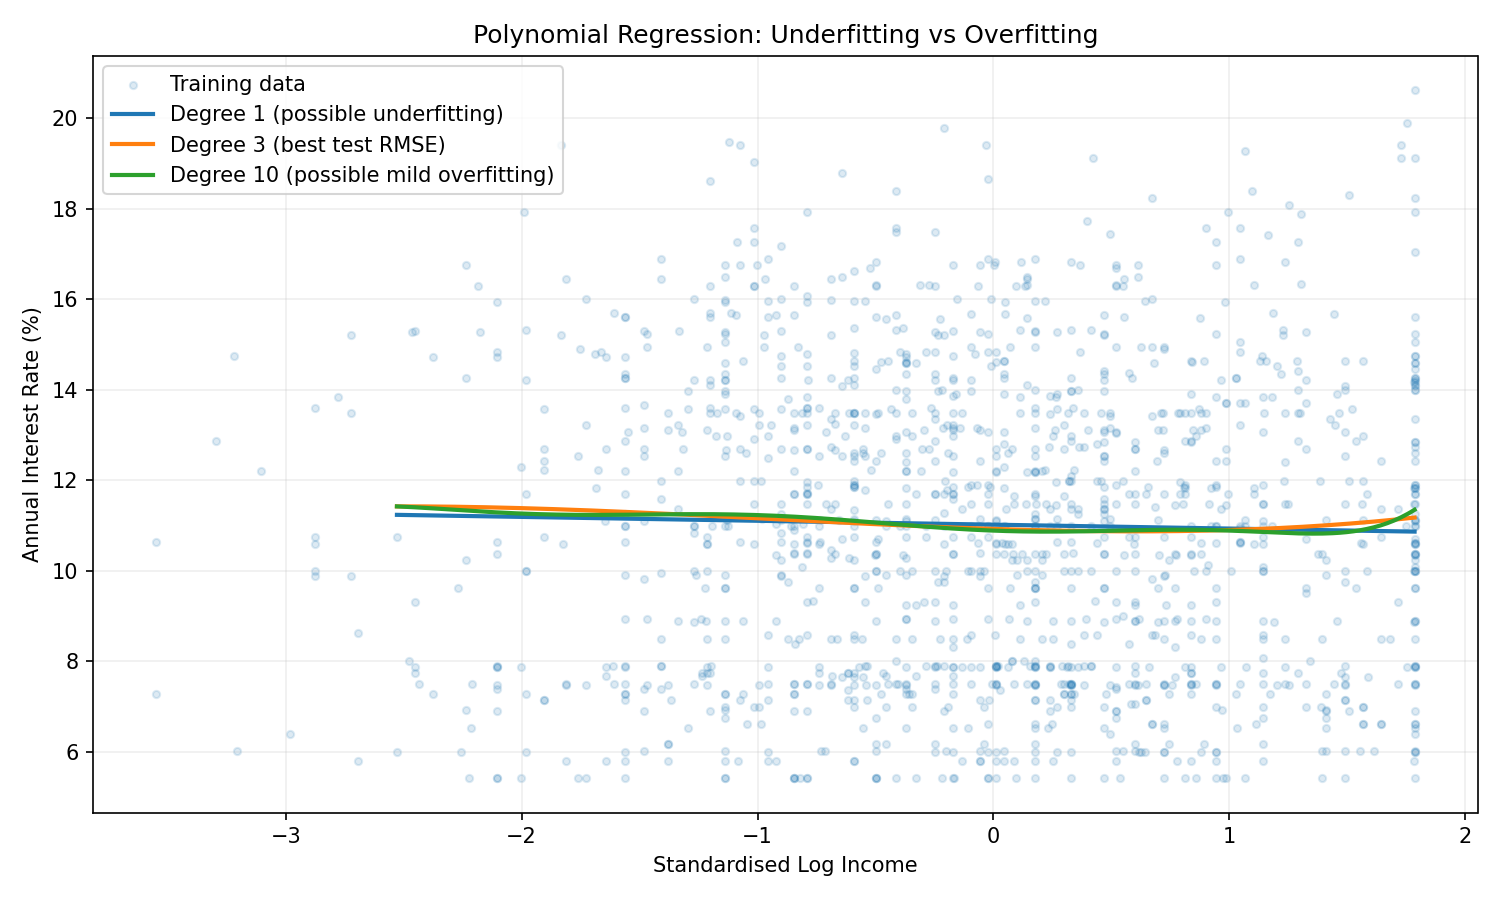 Polynomial Regression: Underfitting vs Overfitting
Training data
Degree 1 (possible underfitting)
Degree 3 (best test RMSE)
Degree 10 (possible mild overfitting)
Annual Interest Rate (%)
20
18
16
14
12
10
8
6
−3
−2
−1
0
1
2
Standardised Log Income